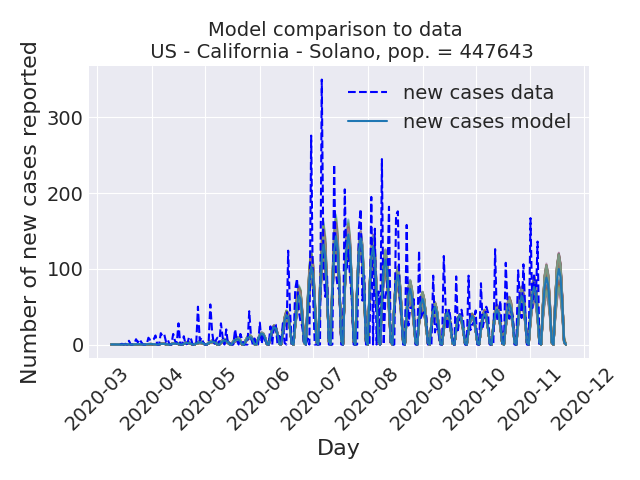 Model comparison to data
US - California - Solano, pop. = 447643
Number of new cases reported
300
200
100
0
new cases data
new cases model
2020-03
2020-04
2020-05
2020-06
2020-07
2020-08
2020-09
2020-10
2020-11
2020-12
Day